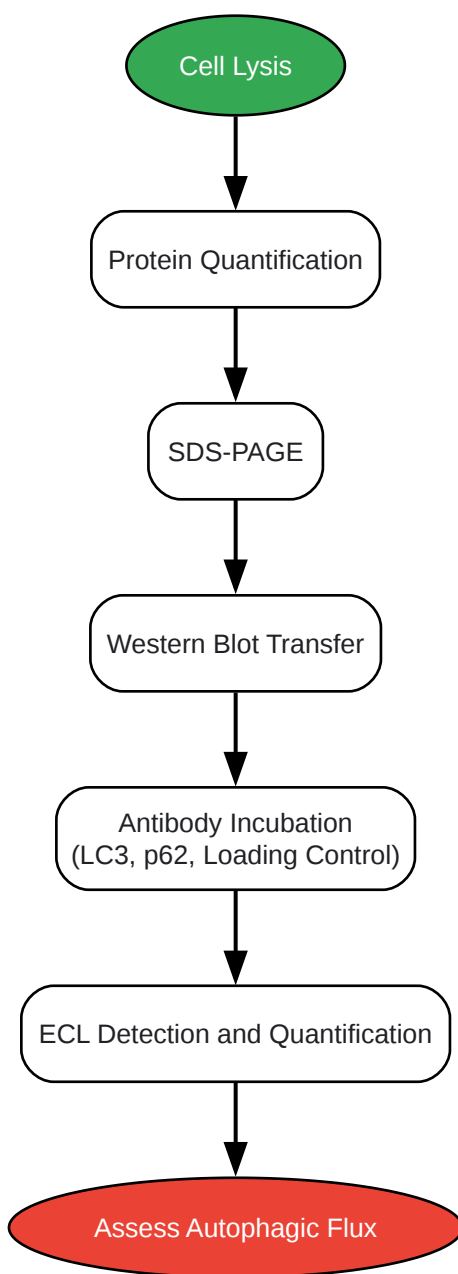 Cell Lysis
Protein Quantification
SDS-PAGE
Western Blot Transfer
Antibody Incubation
(LC3, p62, Loading Control)
ECL Detection and Quantification
Assess Autophagic Flux